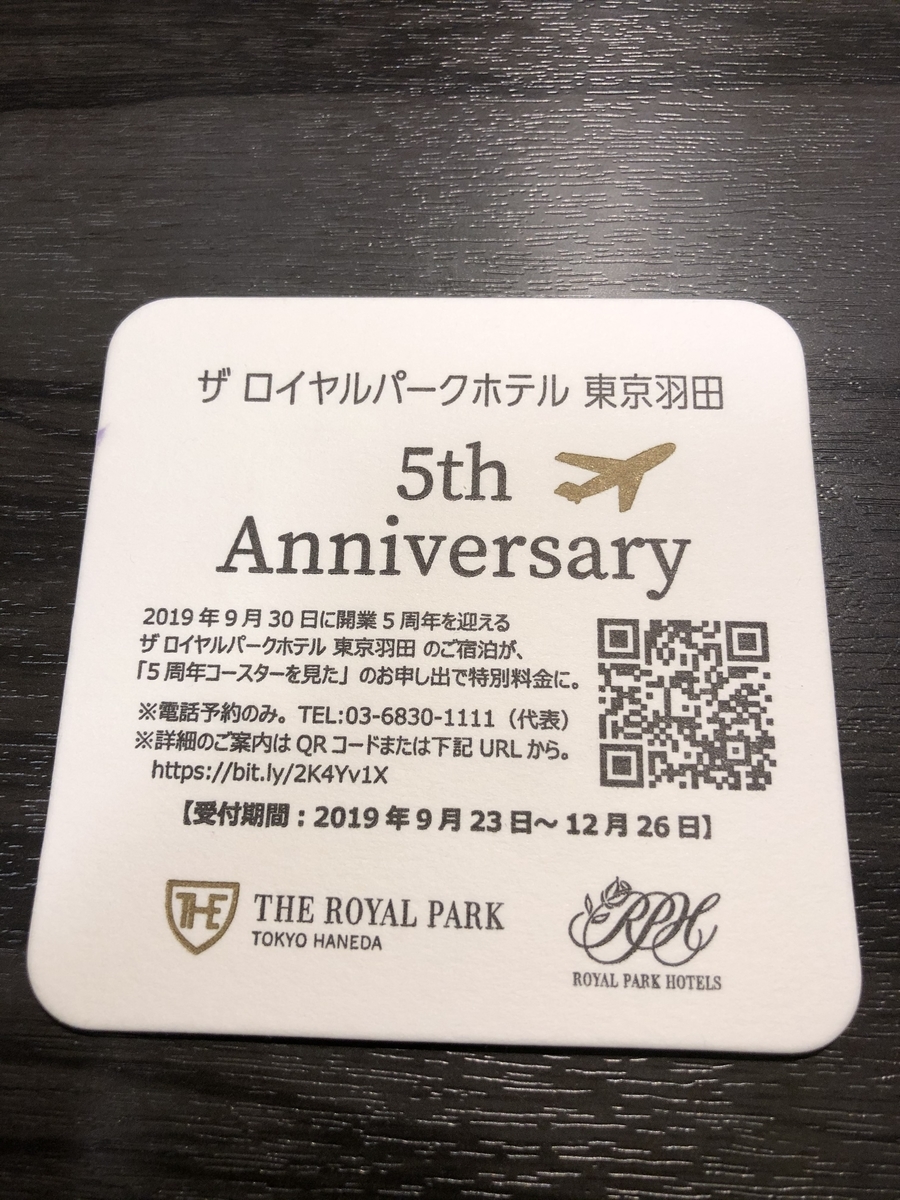 ザ ロイヤルパークホテル 東京羽田
5th
Anniversary
2019年9月30日に開業5周年を迎える
ザ ロイヤルパークホテル 東京羽田 のご宿泊が、
「5周年コースターを見た」のお申し出で特別料金に。
※電話予約のみ。TEL:03-6830-1111（代表）
※詳細のご案内はQRコードまたは下記URLから。
https://bit.ly/2K4Yv1X
【受付期間：2019年9月23日～12月26日】
THE
THE ROYAL PARK
TOKYO HANEDA
RPH
ROYAL PARK HOTELS